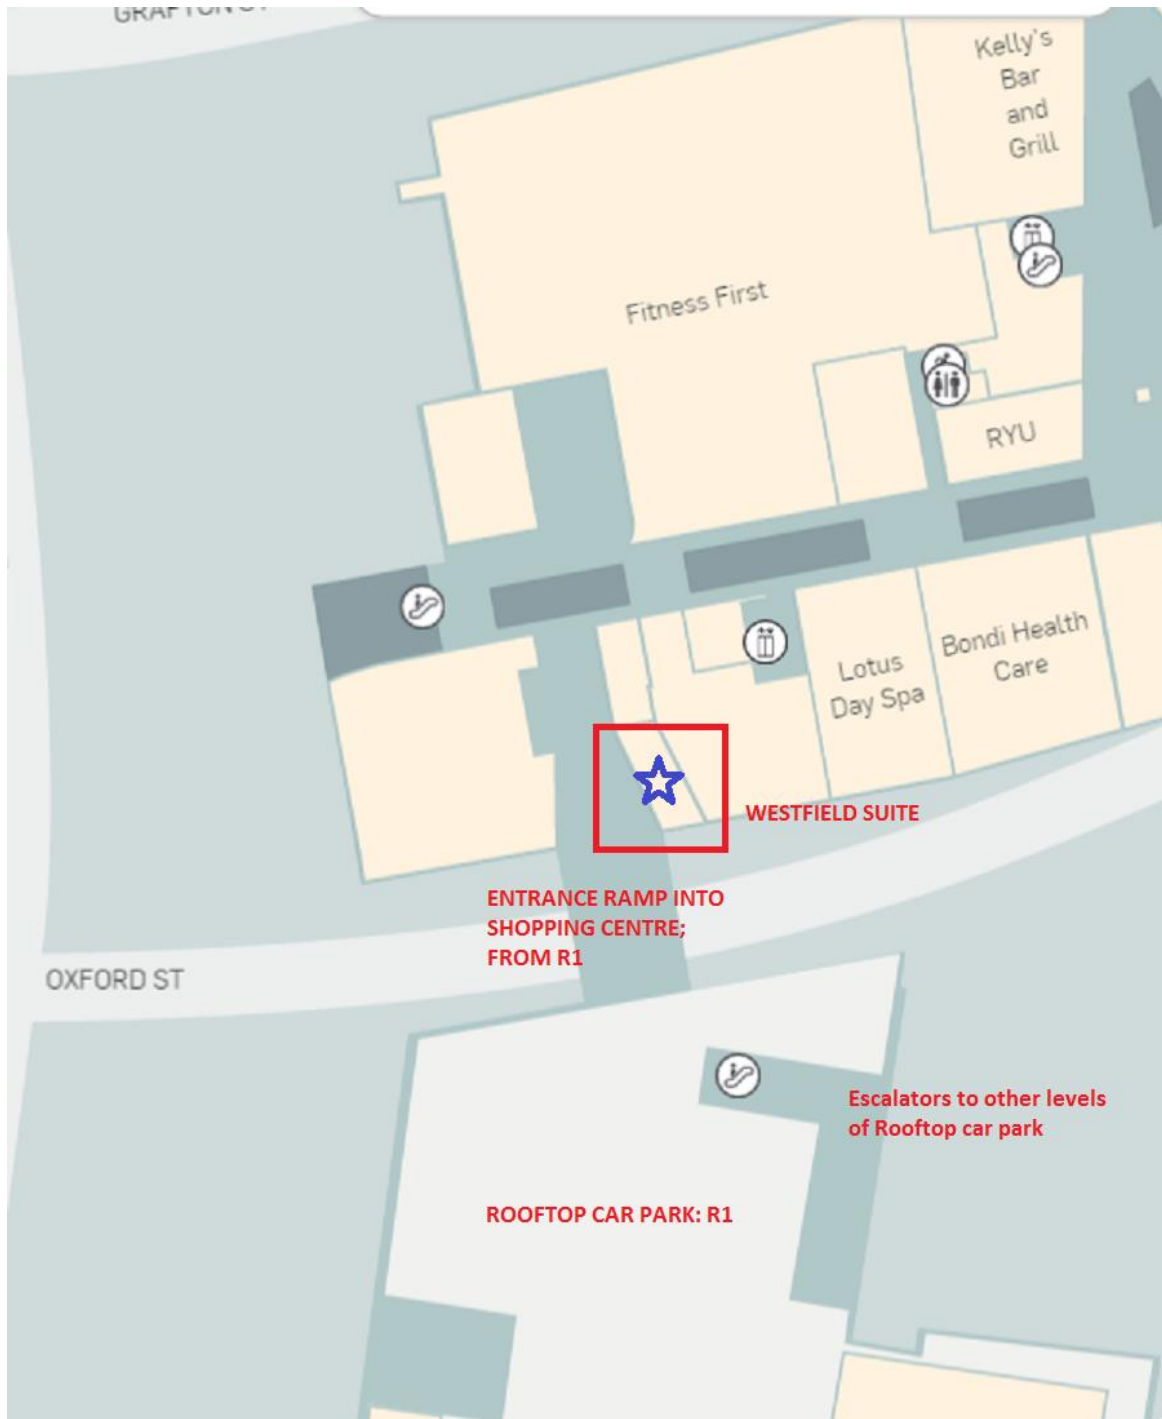 Kelly's
Bar
and
Grill
Fitness First
RYU
Bondi Health
Care
Lotus
Day Spa
WESTFIELD SUITE
ENTRANCE RAMP INTO
SHOPPING CENTRE;
FROM R1
OXFORD ST
Escalators to other levels
of Rooftop car park
ROOFTOP CAR PARK: R1